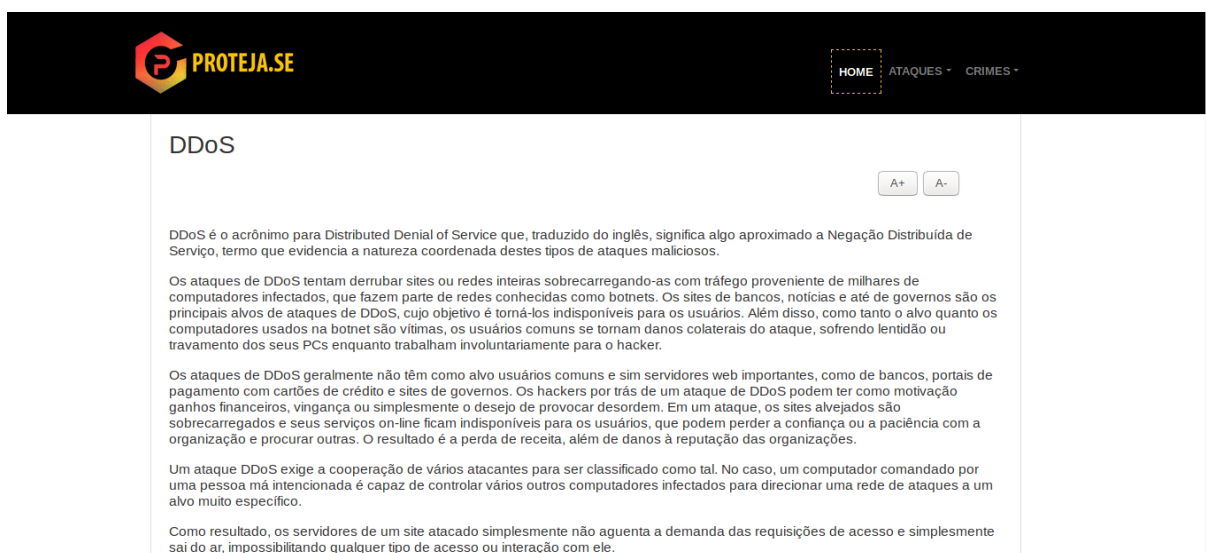 PROTEJA.SE
HOME ATAQUES CRIMES
DDoS
A+ A-
DDoS é o acrônimo para Distributed Denial of Service que, traduzido do inglês, significa algo aproximado a Negação Distribuída de
Serviço, termo que evidencia a natureza coordenada destes tipos de ataques maliciosos.
Os ataques de DDoS tentam derrubar sites ou redes inteiras sobrecarregando-as com tráfego proveniente de milhares de
computadores infectados, que fazem parte de redes conhecidas como botnets. Os sites de bancos, notícias e até de governos são os
principais alvos de ataques de DDoS, cujo objetivo é torná-los indisponíveis para os usuários. Além disso, como tanto o alvo quanto os
computadores usados na botnet são vítimas, os usuários comuns se tornam danos colaterais do ataque, sofrendo lentidão ou
travamento dos seus PCs enquanto trabalham involuntariamente para o hacker.
Os ataques de DDoS geralmente não têm como alvo usuários comuns e sim servidores web importantes, como de bancos, portais de
pagamento com cartões de crédito e sites de governos. Os hackers por trás de um ataque de DDoS podem ter como motivação
ganhos financeiros, vingança ou simplesmente o desejo de provocar desordem. Em um ataque, os sites alvejados são
sobrecarregados e seus serviços on-line ficam indisponíveis para os usuários, que podem perder a confiança ou a paciência com a
organização e procurar outras. O resultado é a perda de receita, além de danos à reputação das organizações.
Um ataque DDoS exige a cooperação de vários atacantes para ser classificado como tal. No caso, um computador comandado por
uma pessoa má intencionada é capaz de controlar vários outros computadores infectados para direcionar uma rede de ataques a um
alvo muito específico.
Como resultado, os servidores de um site atacado simplesmente não aguenta a demanda das requisições de acesso e simplesmente
sai do ar, impossibilitando qualquer tipo de acesso ou interação com ele.